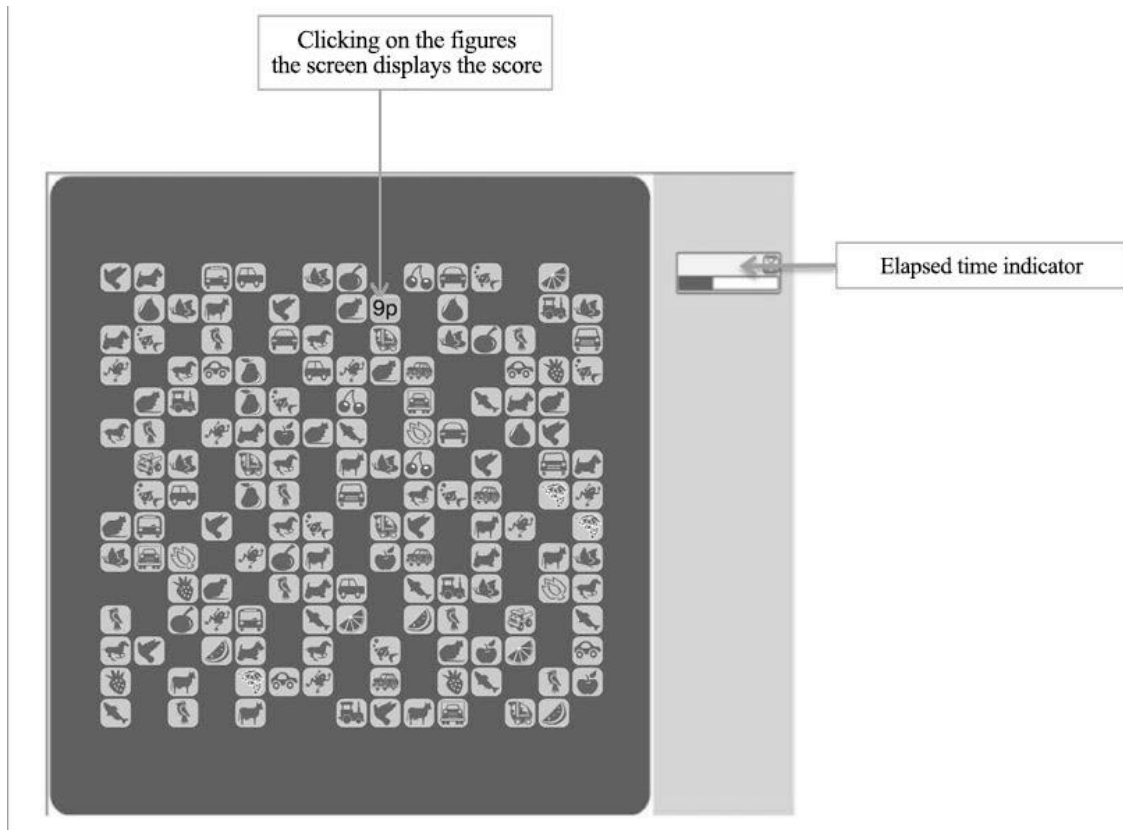 Clicking on the figures
the screen displays the score
9p
Elapsed time indicator